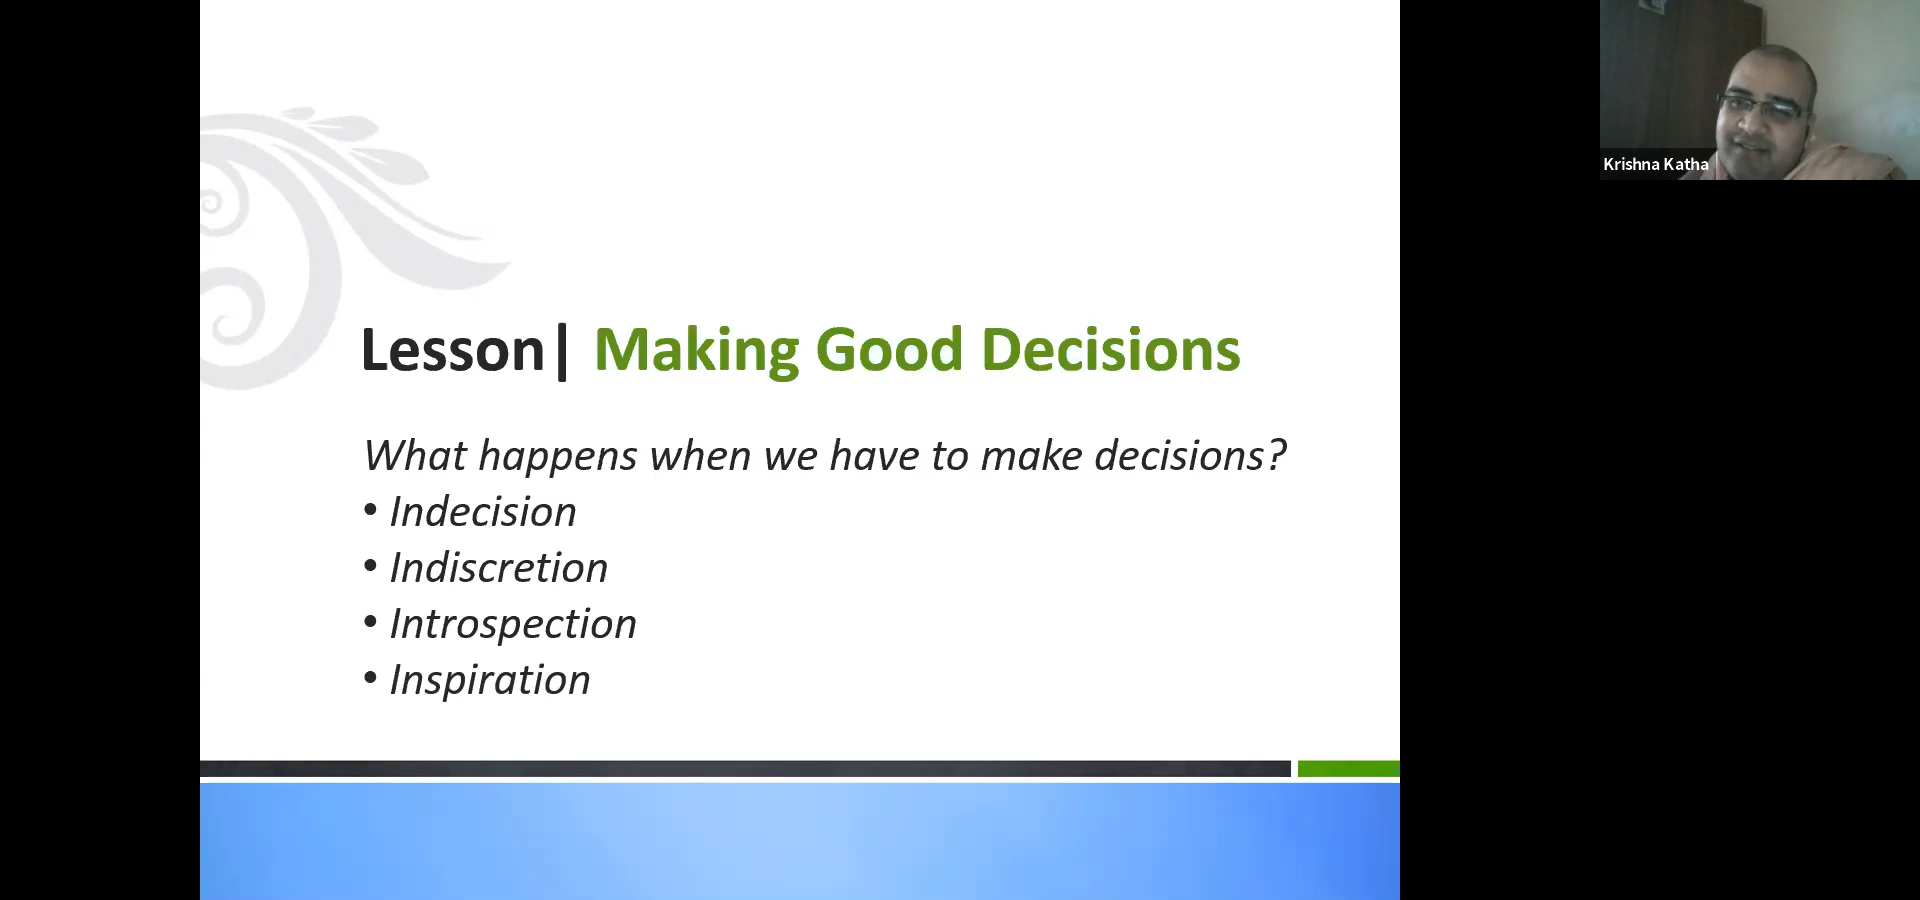 Lesson| Making Good Decisions
What happens when we have to make decisions?
• Indecision
• Indiscretion
• Introspection
• Inspiration
Krishna Katha